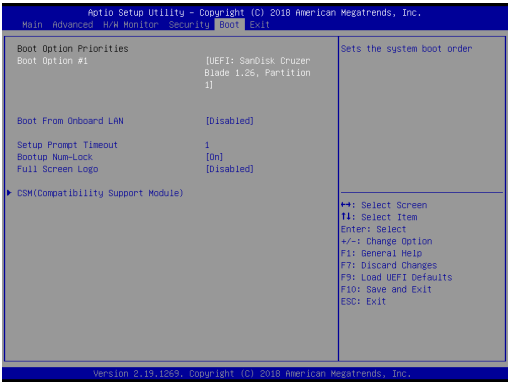 Aptio Setup Utility – Copyright (C) 2018 American Megatrends, Inc.
Main Advanced H/W Monitor Security Boot Exit
Boot Option Priorities
Boot Option #1 [UEFI: SanDisk Cruzer
Blade 1.26, Partition
1]
Boot From Onboard LAN [Disabled]
Setup Prompt Timeout 1
Bootup Num-Lock [On]
Full Screen Logo [Disabled]
▶ CSM(Compatibility Support Module)
Sets the system boot order
↔: Select Screen
↑↓: Select Item
Enter: Select
+/-: Change Option
F1: General Help
F7: Discard Changes
F9: Load UEFI Defaults
F10: Save and Exit
ESC: Exit
Version 2.19.1269. Copyright (C) 2018 American Megatrends, Inc.